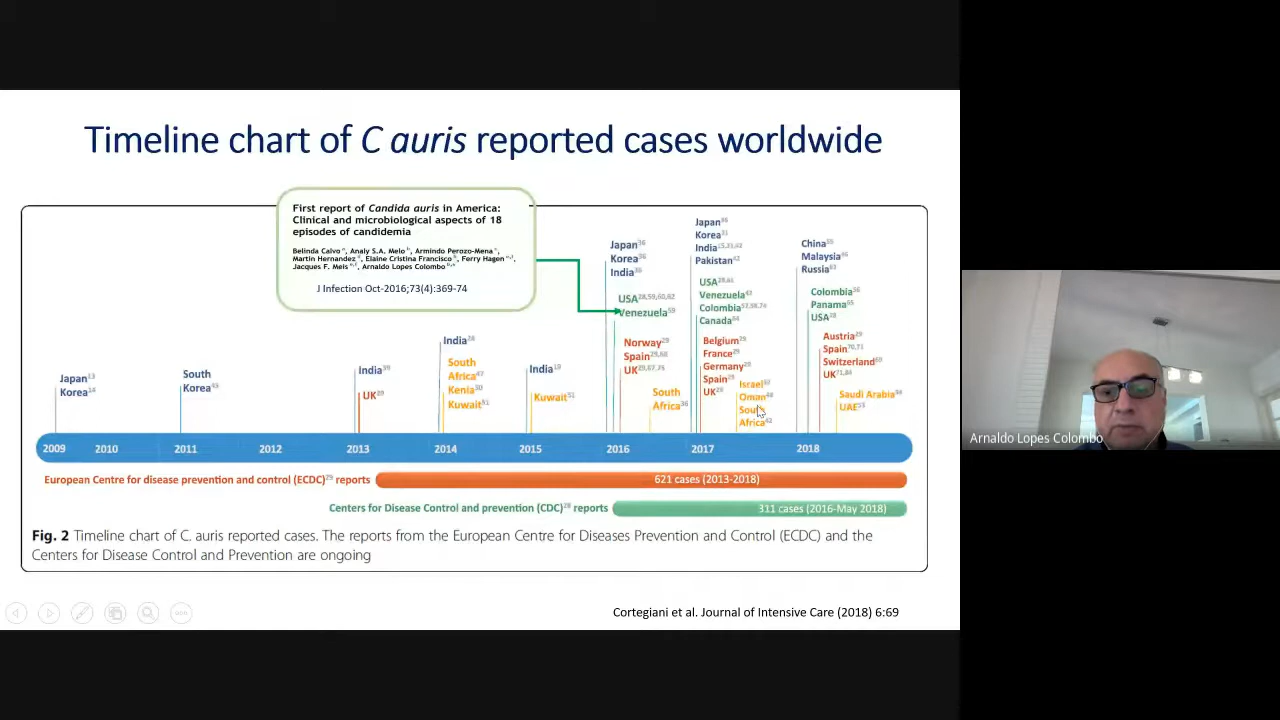 Timeline chart of C auris reported cases worldwide
First report of Candida auris in America:
Clinical and microbiological aspects of 18
episodes of candidemia
Belinda Calvo a, Analy S.A. Melo b, Armindo Perozo-Mena c,
Martin Hernandez d, Elaine Cristina Francisco b, Ferry Hagen e,f,
Jacques F. Meis e,f, Arnaldo Lopes Colombo b,*
J Infection Oct-2016;73(4):369-74
Japan
Korea
South
Korea
India
UK
India
South
Africa
Kenia
Kuwait
India
Kuwait
Japan
Korea
India
USA
Venezuela
Norway
Spain
UK
South
Africa
Japan
Korea
India
Pakistan
USA
Venezuela
Colombia
Canada
Belgium
France
Germany
Spain
UK
Israel
Oman
South
Africa
China
Malaysia
Russia
Colombia
Panama
USA
Austria
Spain
Switzerland
UK
Saudi Arabia
UAE
2009 2010 2011 2012 2013 2014 2015 2016 2017 2018
European Centre for disease prevention and control (ECDC) reports 621 cases (2013-2018)
Centers for Disease Control and prevention (CDC) reports 311 cases (2016-May 2018)
Fig. 2 Timeline chart of C. auris reported cases. The reports from the European Centre for Diseases Prevention and Control (ECDC) and the
Centers for Disease Control and Prevention are ongoing
Cortegiani et al. Journal of Intensive Care (2018) 6:69
Arnaldo Lopes Colombo